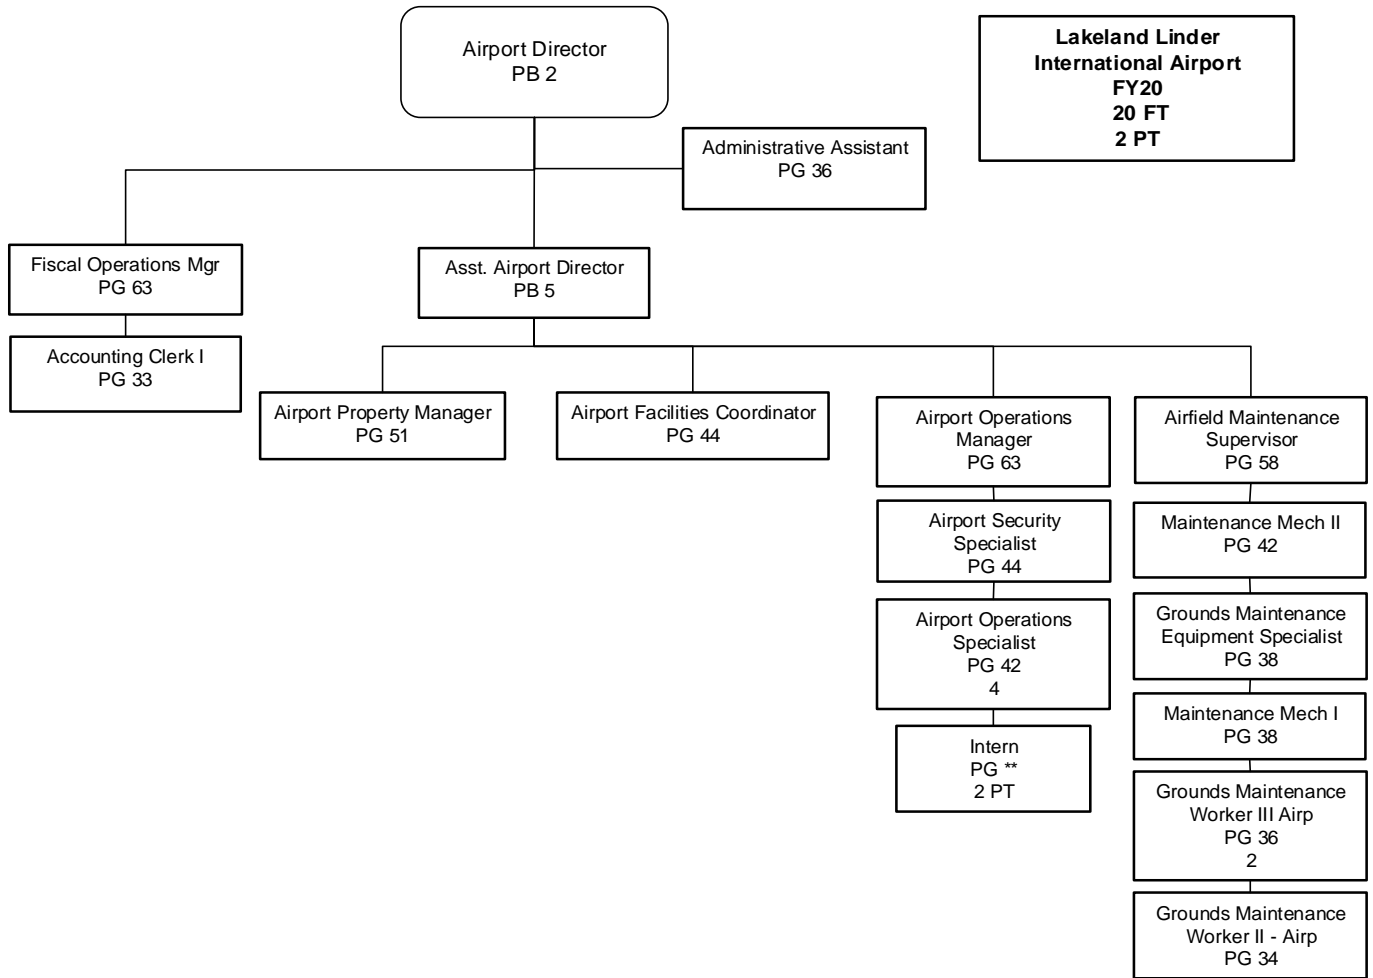 Airport Director
PB 2
Lakeland Linder
International Airport
FY20
20 FT
2 PT
Administrative Assistant
PG 36
Fiscal Operations Mgr
PG 63
Asst. Airport Director
PB 5
Accounting Clerk I
PG 33
Airport Property Manager
PG 51
Airport Facilities Coordinator
PG 44
Airport Operations
Manager
PG 63
Airfield Maintenance
Supervisor
PG 58
Airport Security
Specialist
PG 44
Maintenance Mech II
PG 42
Airport Operations
Specialist
PG 42
4
Grounds Maintenance
Equipment Specialist
PG 38
Maintenance Mech I
PG 38
Intern
PG **
2 PT
Grounds Maintenance
Worker III Airp
PG 36
2
Grounds Maintenance
Worker II - Airp
PG 34